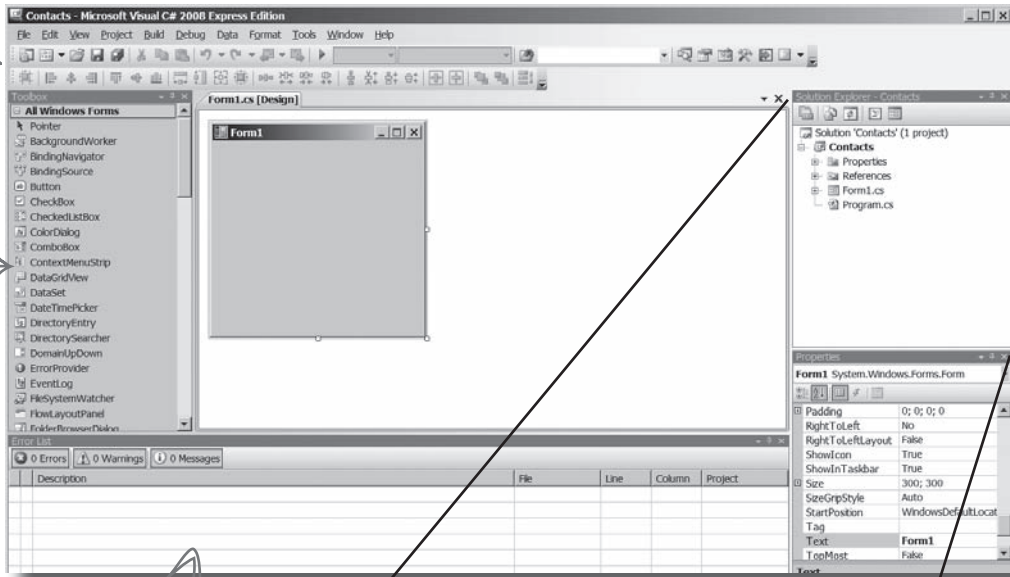 Contacts - Microsoft Visual C# 2008 Express Edition
File Edit View Project Build Debug Data Format Tools Window Help
Toolbox
All Windows Forms
Pointer
BackgroundWorker
BindingNavigator
BindingSource
Button
CheckBox
CheckedListBox
ColorDialog
ComboBox
ContextMenuStrip
DataGridView
DataSet
DateTimePicker
DirectoryEntry
DirectorySearcher
DomainUpDown
ErrorProvider
EventLog
FileSystemWatcher
FlowLayoutPanel
FolderBrowserDialog
Form1.cs [Design]
Form1
Solution Explorer - Contacts
Solution 'Contacts' (1 project)
Contacts
Properties
References
Form1.cs
Program.cs
Properties
Form1 System.Windows.Forms.Form
Padding 0; 0; 0; 0
RightToLeft No
RightToLeftLayout False
ShowIcon True
ShowInTaskbar True
Size 300; 300
SizeGripStyle Auto
StartPosition WindowsDefaultLocat
Tag
Text Form1
TopMost False
Text
Error List
0 Errors 0 Warnings 0 Messages
Description File Line Column Project